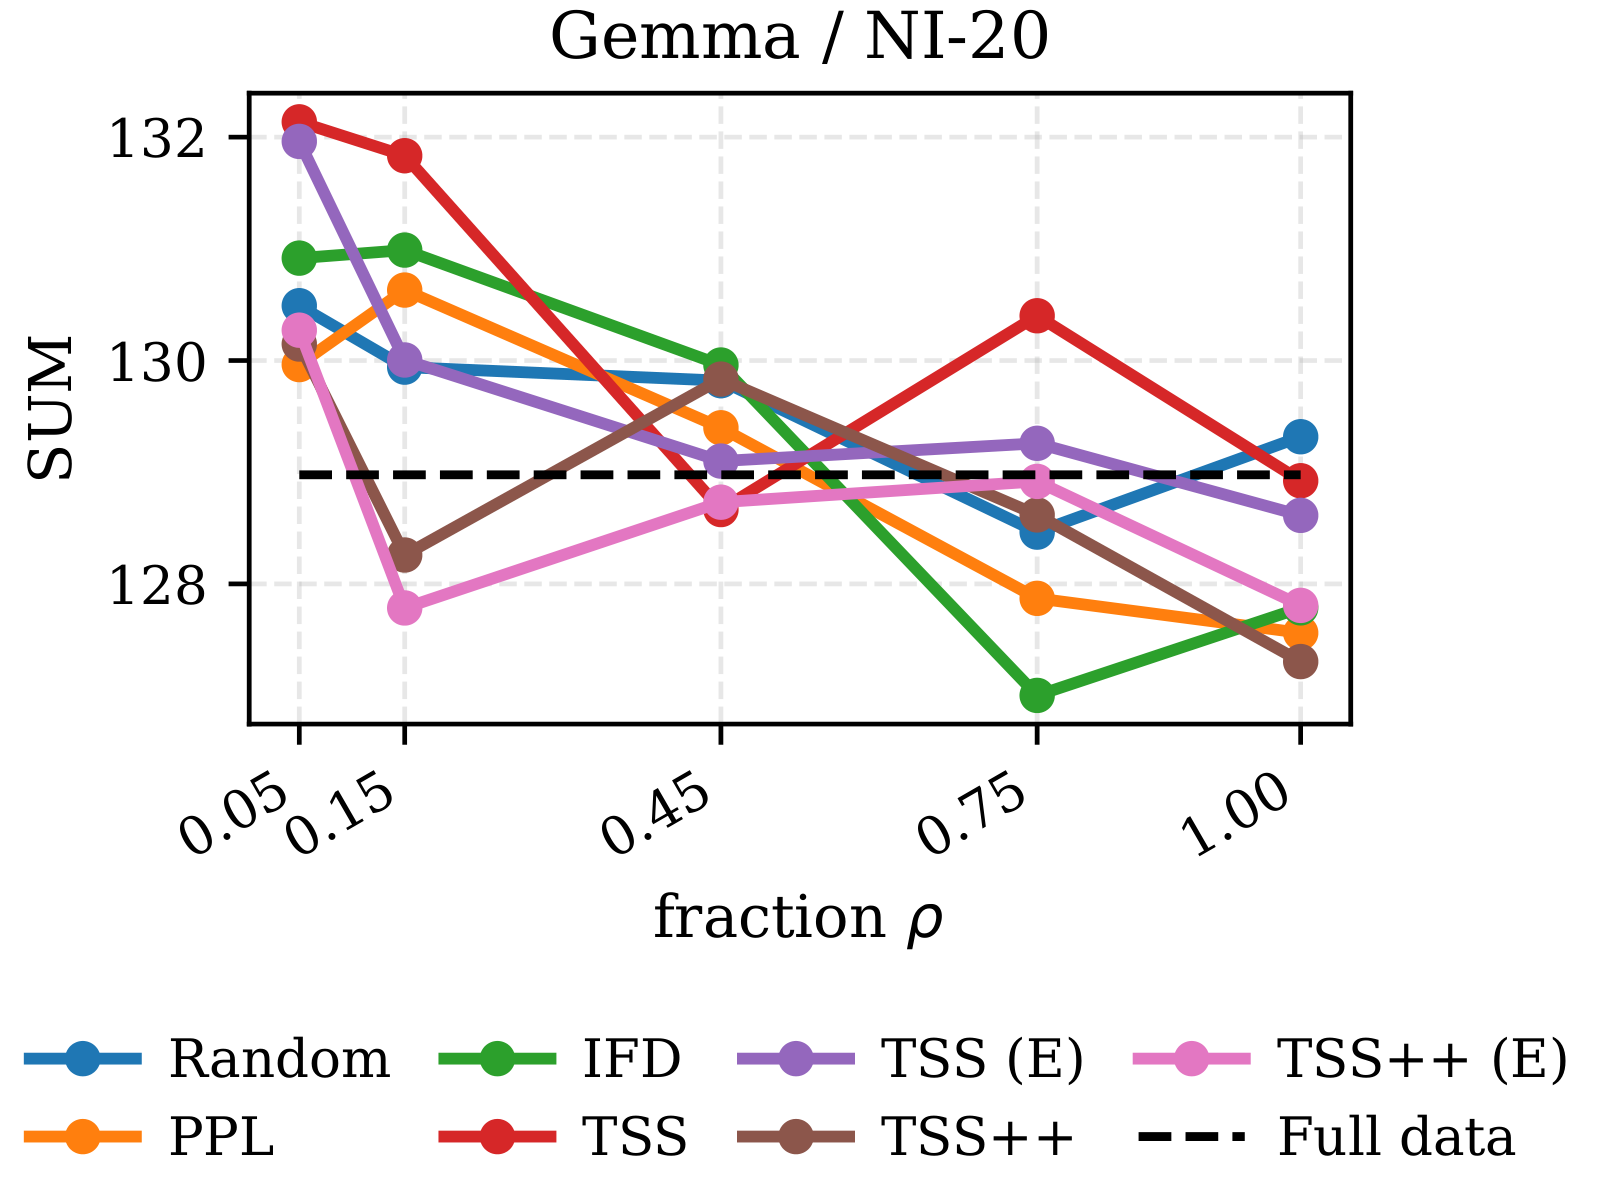 Gemma / NI-20
SUM
132
130
128
0.05
0.15
0.45
0.75
1.00
fraction ρ
Random
IFD
TSS (E)
TSS++ (E)
PPL
TSS
TSS++
Full data